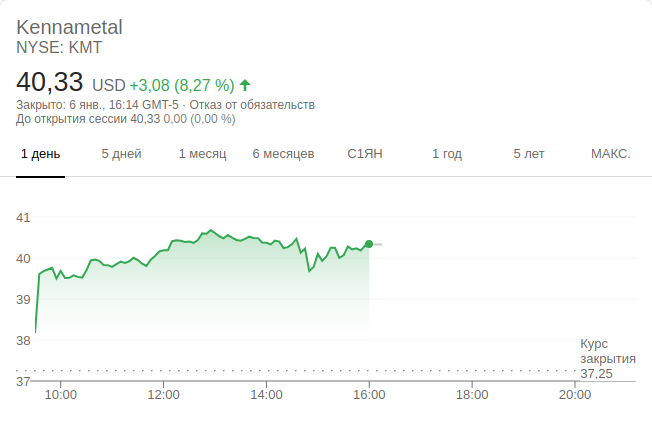 Kennametal
NYSE: KMT
40,33 USD +3,08 (8,27 %)
Закрыто: 6 янв., 16:14 GMT-5 · Отказ от обязательств
До открытия сессии 40,33 0,00 (0,00 %)
1 день 5 дней 1 месяц 6 месяцев С1ЯН 1 год 5 лет МАКС.
41
40
39
38
Курс
закрытия
37,25
37
10:00 12:00 14:00 16:00 18:00 20:00